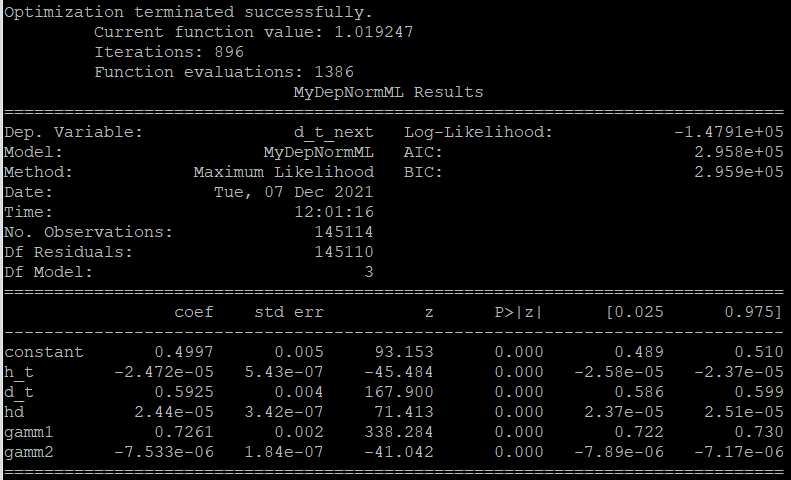 Optimization terminated successfully.
         Current function value: 1.019247
         Iterations: 896
         Function evaluations: 1386
                             MyDepNormML Results
==============================================================================
Dep. Variable:               d_t_next   Log-Likelihood:            -1.4791e+05
Model:                    MyDepNormML   AIC:                         2.958e+05
Method:            Maximum Likelihood   BIC:                         2.959e+05
Date:                Tue, 07 Dec 2021
Time:                        12:01:16
No. Observations:              145114
Df Residuals:                  145110
Df Model:                           3
==============================================================================
                 coef    std err          z      P>|z|      [0.025      0.975]
------------------------------------------------------------------------------
constant       0.4997      0.005     93.153      0.000       0.489       0.510
h_t        -2.472e-05   5.43e-07    -45.484      0.000   -2.58e-05   -2.37e-05
d_t            0.5925      0.004    167.900      0.000       0.586       0.599
hd           2.44e-05   3.42e-07     71.413      0.000    2.37e-05    2.51e-05
gamm1          0.7261      0.002    338.284      0.000       0.722       0.730
gamm2      -7.533e-06   1.84e-07    -41.042      0.000   -7.89e-06   -7.17e-06
==============================================================================